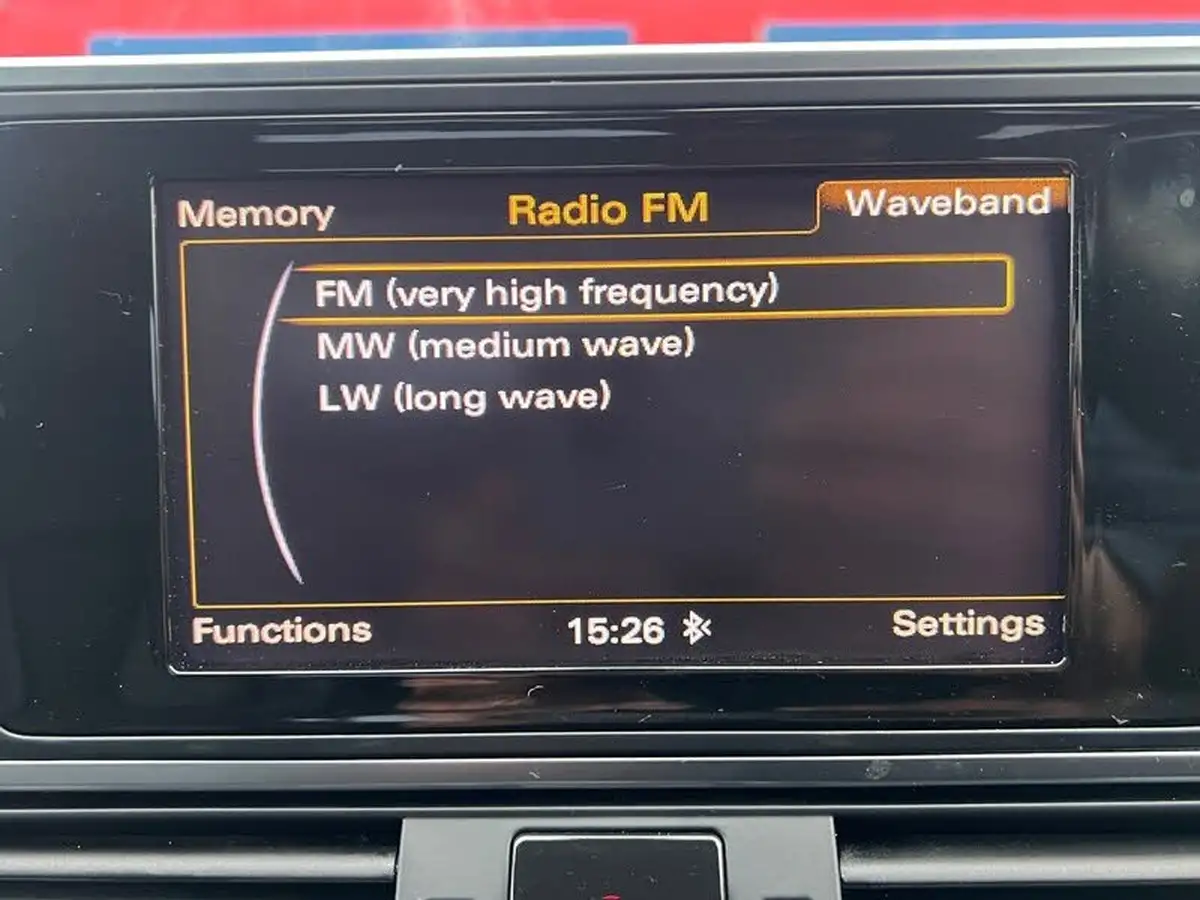 Memory Radio FM Waveband
FM (very high frequency)
MW (medium wave)
LW (long wave)
Functions 15:26 Settings